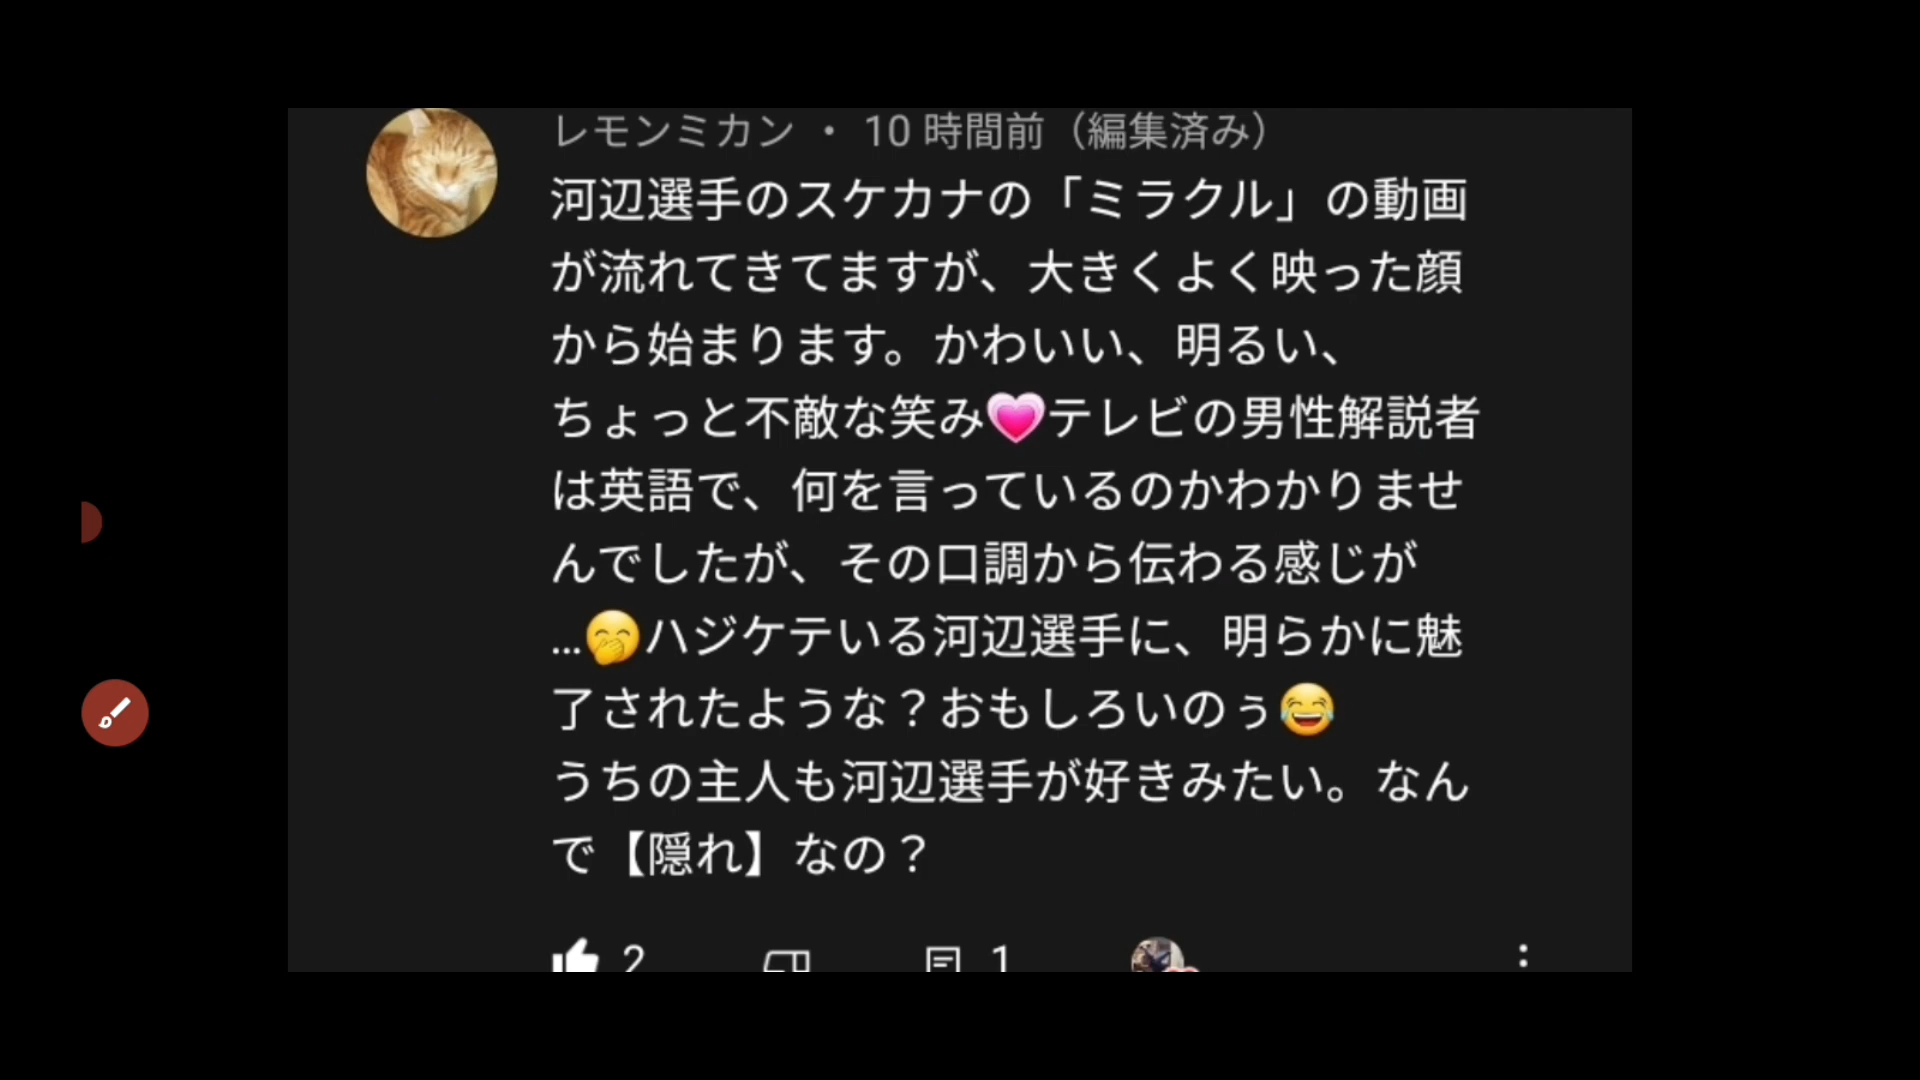 レモンミカン ・ 10 時間前（編集済み）
河辺選手のスケカナの「ミラクル」の動画
が流れてきてますが、大きくよく映った顔
から始まります。かわいい、明るい、
ちょっと不敵な笑み💗テレビの男性解説者
は英語で、何を言っているのかわかりませ
んでしたが、その口調から伝わる感じが
…🤭ハジケテいる河辺選手に、明らかに魅
了されたような？おもしろいのぅ😂
うちの主人も河辺選手が好きみたい。なん
で【隠れ】なの？
2 1